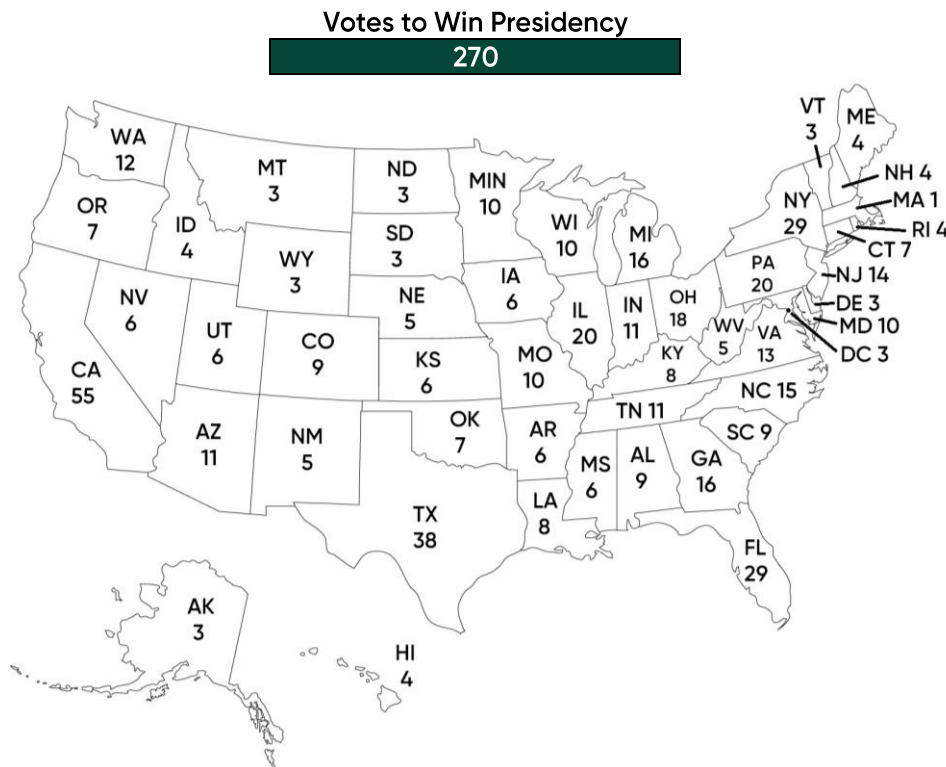 Votes to Win Presidency
270
VT
3
ME
4
WA
12
MT
3
ND
3
MIN
10
NH 4
MA 1
OR
7
ID
4
NY
29
WI
10
RI 4
SD
3
MI
16
CT 7
WY
3
PA
20
NJ 14
IA
6
NV
6
NE
5
OH
18
DE 3
IN
11
IL
20
MD 10
UT
6
CO
9
WV
5
VA
13
DC 3
KS
6
MO
10
KY
8
CA
55
NC 15
TN 11
OK
7
AZ
11
NM
5
AR
6
SC 9
MS
6
AL
9
GA
16
LA
8
TX
38
FL
29
AK
3
HI
4